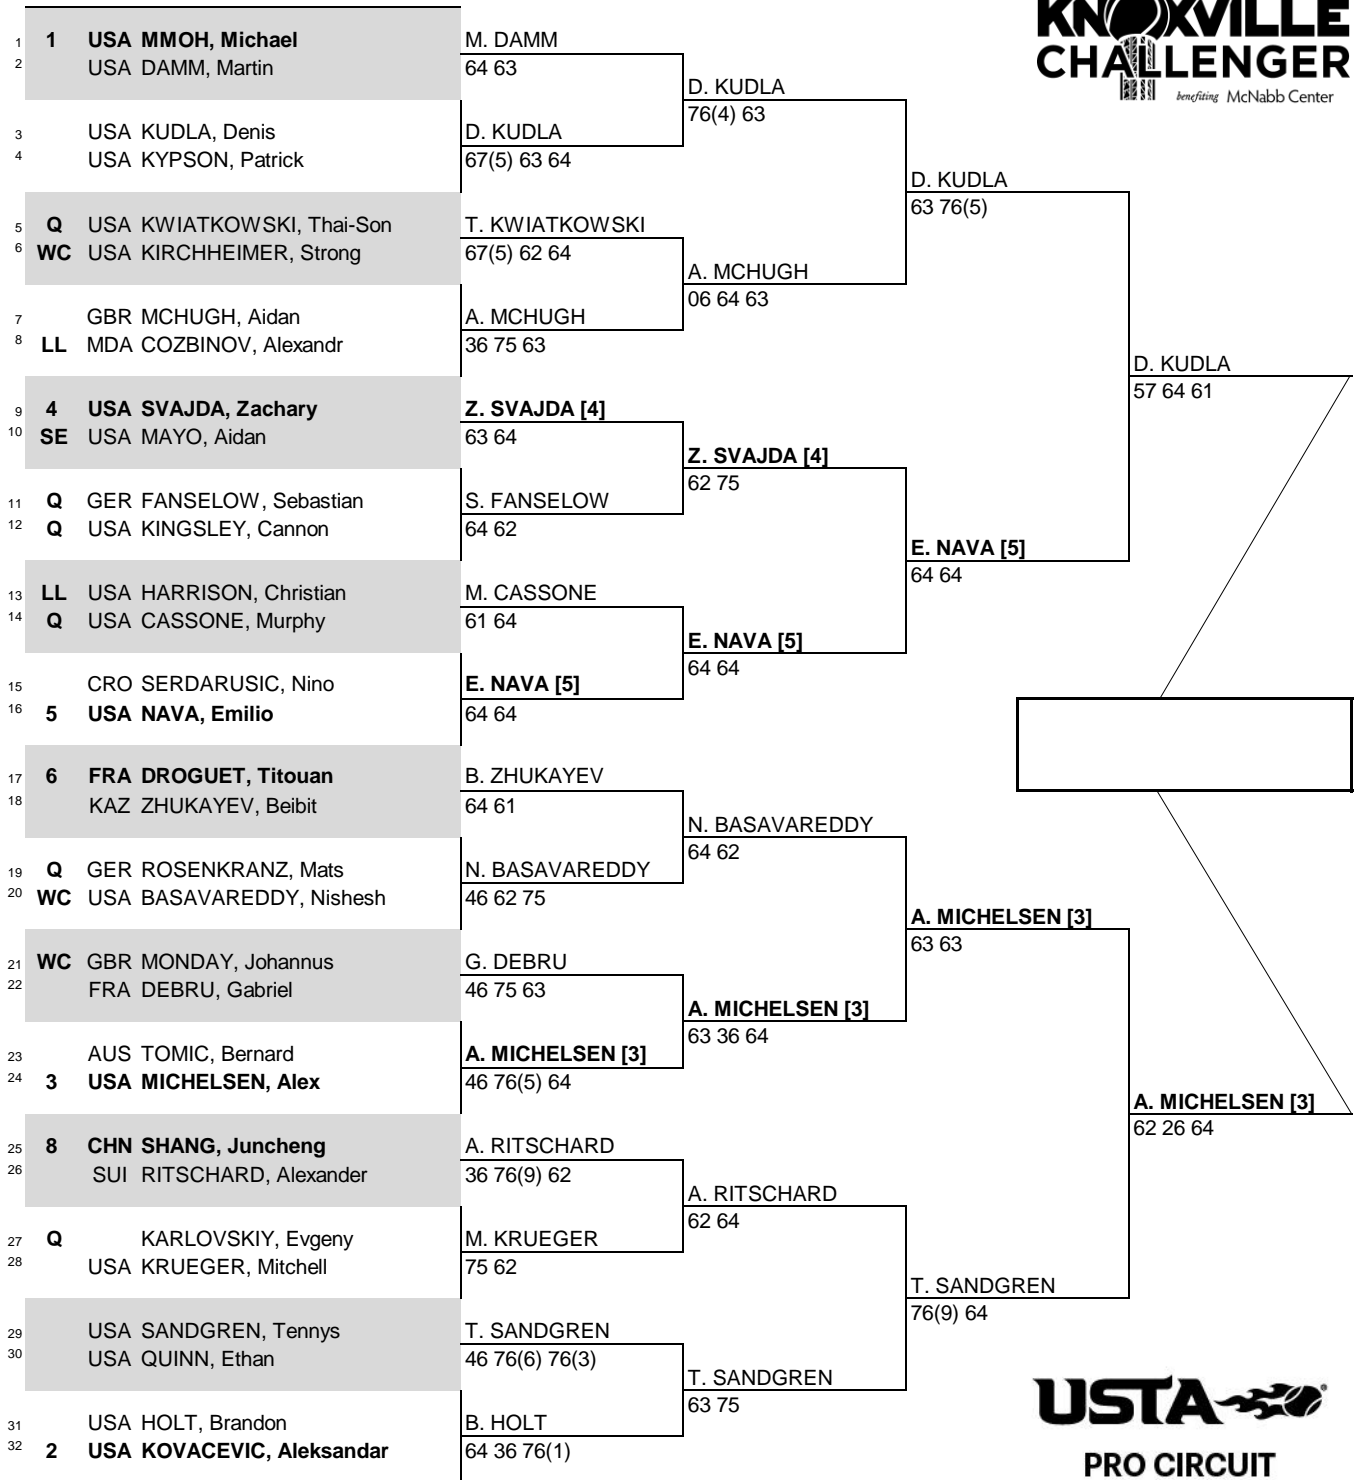 KNOXVILLE
CHALLENGER
benefiting McNabb Center
1 1 USA MMOH, Michael
2 USA DAMM, Martin
3 USA KUDLA, Denis
4 USA KYPSON, Patrick
5 Q USA KWIATKOWSKI, Thai-Son
6 WC USA KIRCHHEIMER, Strong
7 GBR MCHUGH, Aidan
8 LL MDA COZBINOV, Alexandr
9 4 USA SVAJDA, Zachary
10 SE USA MAYO, Aidan
11 Q GER FANSELOW, Sebastian
12 Q USA KINGSLEY, Cannon
13 LL USA HARRISON, Christian
14 Q USA CASSONE, Murphy
15 CRO SERDARUSIC, Nino
16 5 USA NAVA, Emilio
17 6 FRA DROGUET, Titouan
18 KAZ ZHUKAYEV, Beibit
19 Q GER ROSENKRANZ, Mats
20 WC USA BASAVAREDDY, Nishesh
21 WC GBR MONDAY, Johannus
22 FRA DEBRU, Gabriel
23 AUS TOMIC, Bernard
24 3 USA MICHELSEN, Alex
25 8 CHN SHANG, Juncheng
26 SUI RITSCHARD, Alexander
27 Q KARLOVSKIY, Evgeny
28 USA KRUEGER, Mitchell
29 USA SANDGREN, Tennys
30 USA QUINN, Ethan
31 USA HOLT, Brandon
32 2 USA KOVACEVIC, Aleksandar
M. DAMM
64 63
D. KUDLA
67(5) 63 64
T. KWIATKOWSKI
67(5) 62 64
A. MCHUGH
36 75 63
Z. SVAJDA [4]
63 64
S. FANSELOW
64 62
M. CASSONE
61 64
E. NAVA [5]
64 64
B. ZHUKAYEV
64 61
N. BASAVAREDDY
46 62 75
G. DEBRU
46 75 63
A. MICHELSEN [3]
46 76(5) 64
A. RITSCHARD
36 76(9) 62
M. KRUEGER
75 62
T. SANDGREN
46 76(6) 76(3)
B. HOLT
64 36 76(1)
D. KUDLA
76(4) 63
A. MCHUGH
06 64 63
Z. SVAJDA [4]
62 75
E. NAVA [5]
64 64
N. BASAVAREDDY
64 62
A. MICHELSEN [3]
63 36 64
A. RITSCHARD
62 64
T. SANDGREN
63 75
D. KUDLA
63 76(5)
E. NAVA [5]
64 64
A. MICHELSEN [3]
63 63
T. SANDGREN
76(9) 64
D. KUDLA
57 64 61
A. MICHELSEN [3]
62 26 64
USTA
PRO CIRCUIT